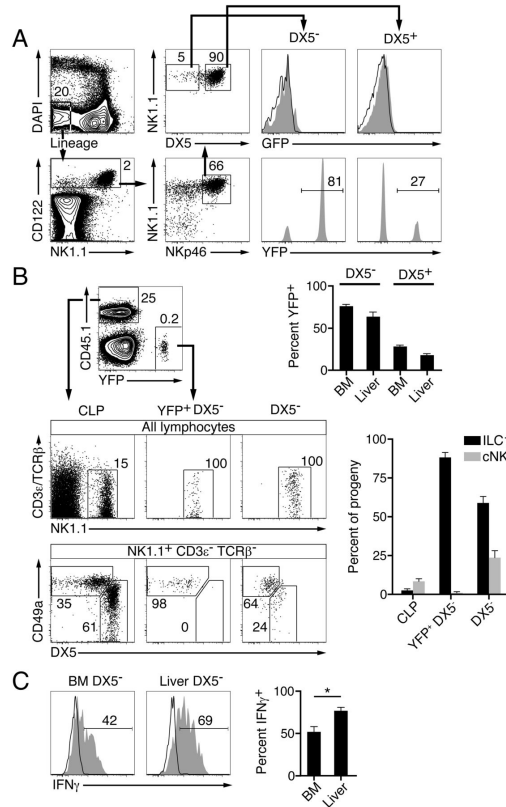 A
DX5-
DX5+
20
DAPI
Lineage
5
90
NK1.1
DX5
GFP
2
CD122
NK1.1
66
NK1.1
NKp46
81
27
YFP
B
25
0.2
CD45.1
YFP
DX5-
DX5+
Percent YFP+
50
0
BM
Liver
BM
Liver
CLP
YFP+ DX5-
DX5-
All lymphocytes
15
100
100
CD3ε/TCRβ
NK1.1
NK1.1+ CD3ε- TCRβ-
35
61
98
0
64
24
CD49a
DX5
ILC1
cNK
Percent of progeny
100
75
50
25
0
CLP
YFP+ DX5-
DX5-
C
BM DX5-
Liver DX5-
42
69
IFNγ
Percent IFNγ+
100
50
0
*
BM
Liver